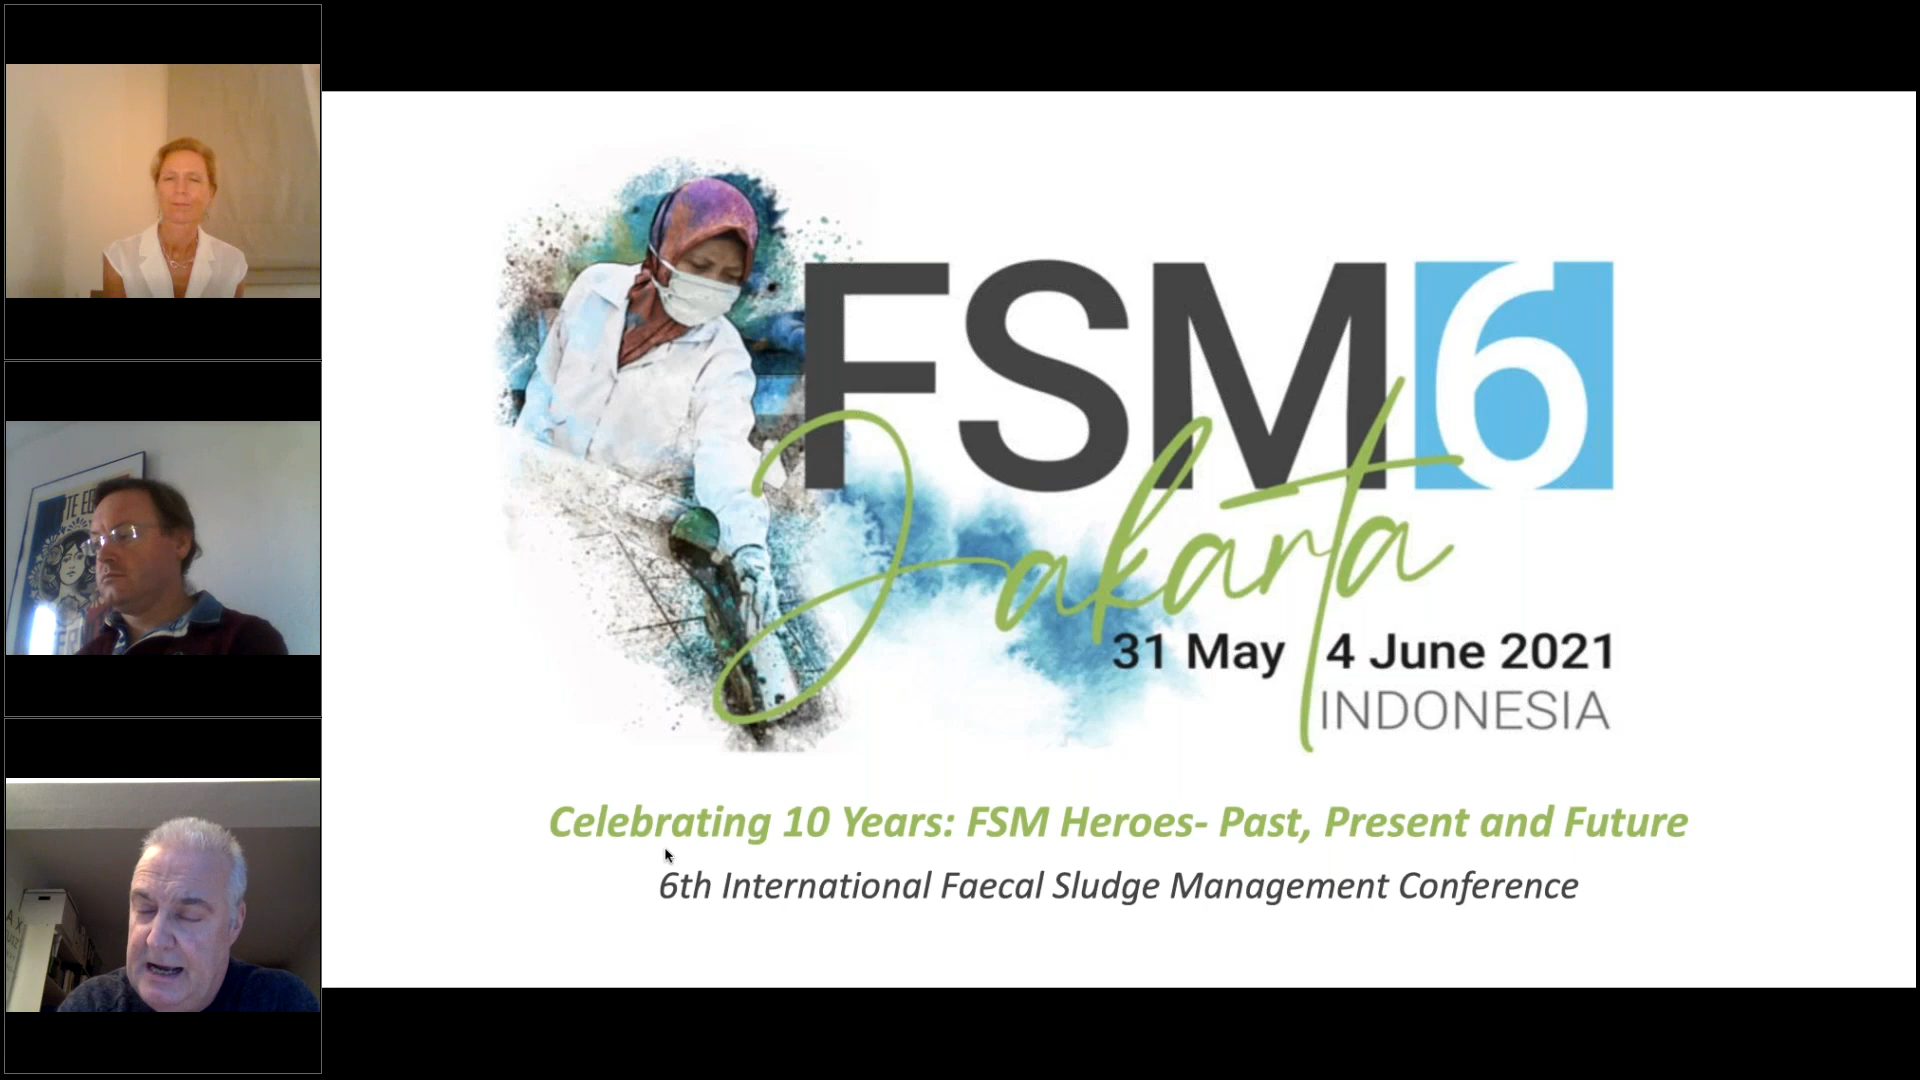 FSM6
Jakarta
31 May 4 June 2021
INDONESIA
Celebrating 10 Years: FSM Heroes- Past, Present and Future
6th International Faecal Sludge Management Conference